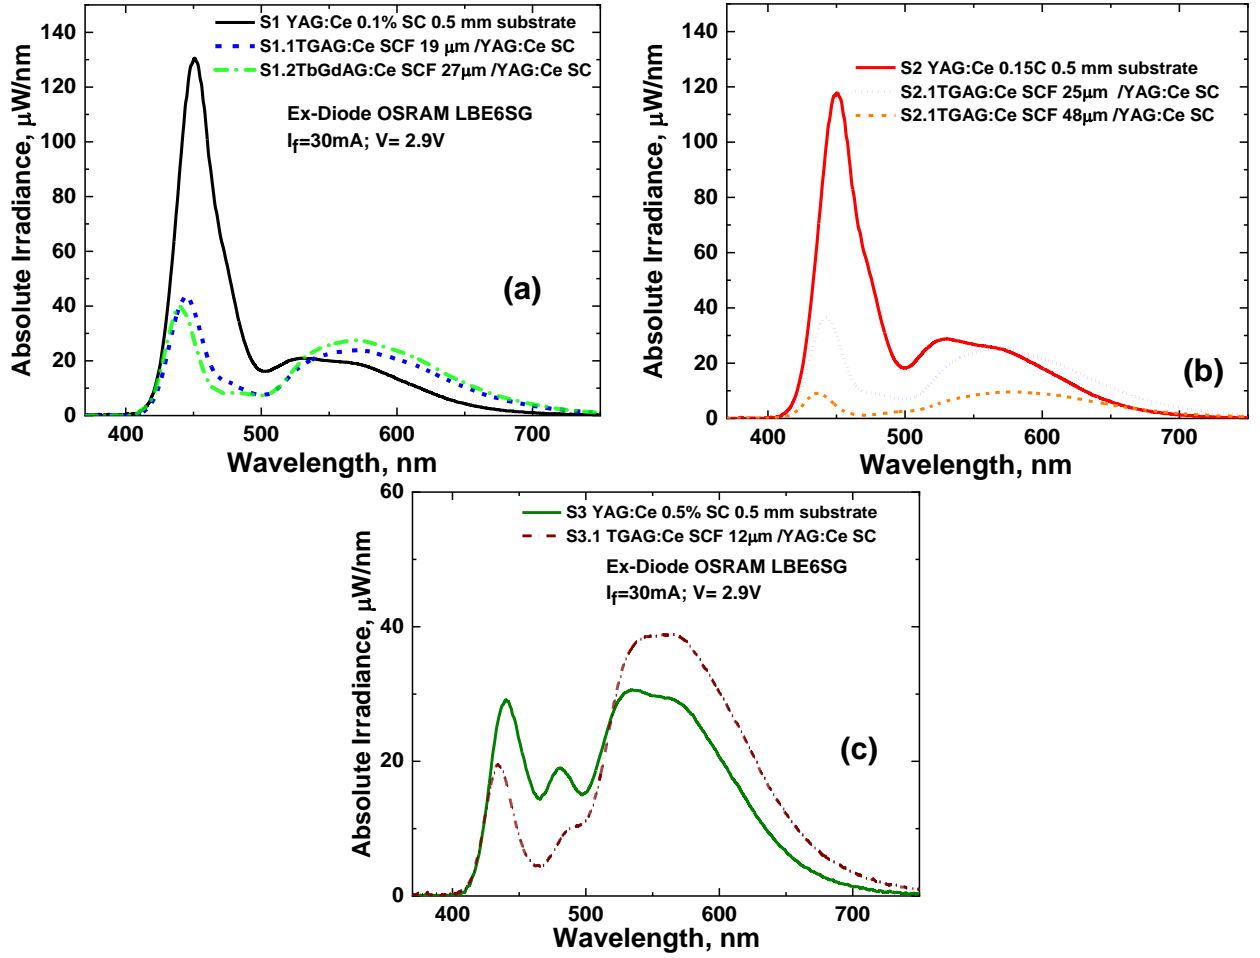 S1 YAG:Ce 0.1% SC 0.5 mm substrate
S1.1TGAG:Ce SCF 19 μm /YAG:Ce SC
S1.2TbGdAG:Ce SCF 27μm /YAG:Ce SC
Ex-Diode OSRAM LBE6SG
If=30mA; V= 2.9V
(a)
Absolute Irradiance, μW/nm
140
120
100
80
60
40
20
0
400 500 600 700
Wavelength, nm
S2 YAG:Ce 0.15C 0.5 mm substrate
S2.1TGAG:Ce SCF 25μm /YAG:Ce SC
S2.1TGAG:Ce SCF 48μm /YAG:Ce SC
(b)
Absolute Irradiance, μW/nm
140
120
100
80
60
40
20
0
400 500 600 700
Wavelength, nm
S3 YAG:Ce 0.5% SC 0.5 mm substrate
S3.1 TGAG:Ce SCF 12μm /YAG:Ce SC
Ex-Diode OSRAM LBE6SG
If=30mA; V= 2.9V
(c)
Absolute Irradiance, μW/nm
60
40
20
0
400 500 600 700
Wavelength, nm